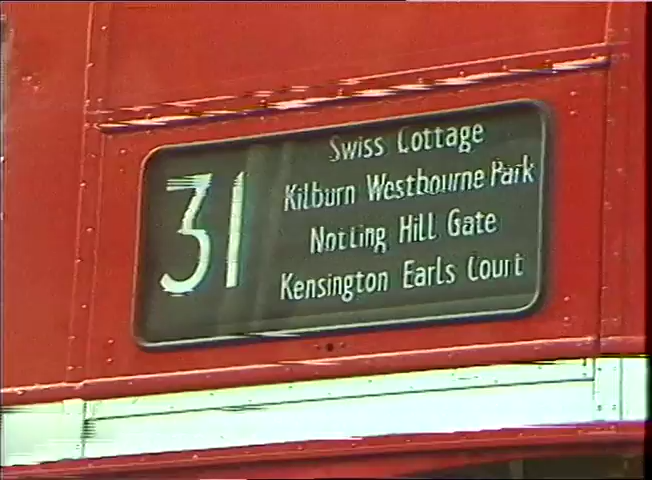 31
Swiss Cottage
Kilburn Westbourne Park
Notting Hill Gate
Kensington Earls Court